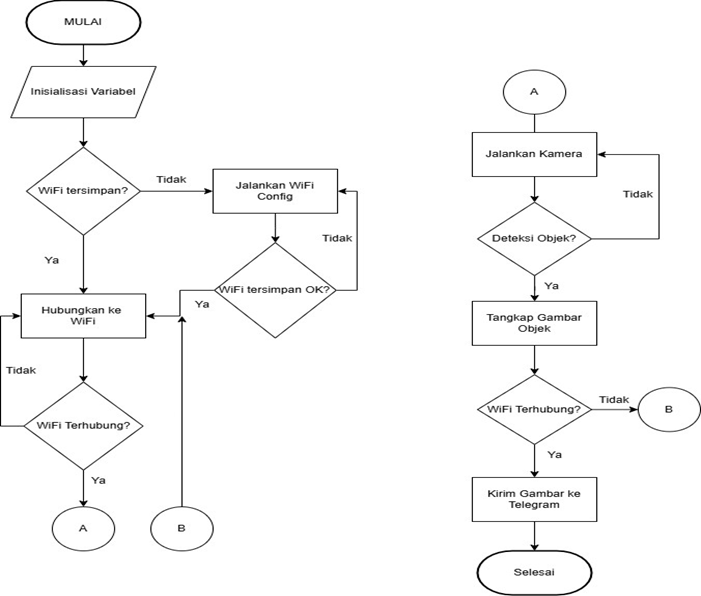 MULAI
Inisialisasi Variabel
WiFi tersimpan?
Tidak
Jalankan WiFi
Config
Tidak
Ya
WiFi tersimpan OK?
Ya
Hubungkan ke
WiFi
Tidak
WiFi Terhubung?
Ya
A
B
A
Jalankan Kamera
Tidak
Deteksi Objek?
Ya
Tangkap Gambar
Objek
WiFi Terhubung?
Tidak
B
Ya
Kirim Gambar ke
Telegram
Selesai